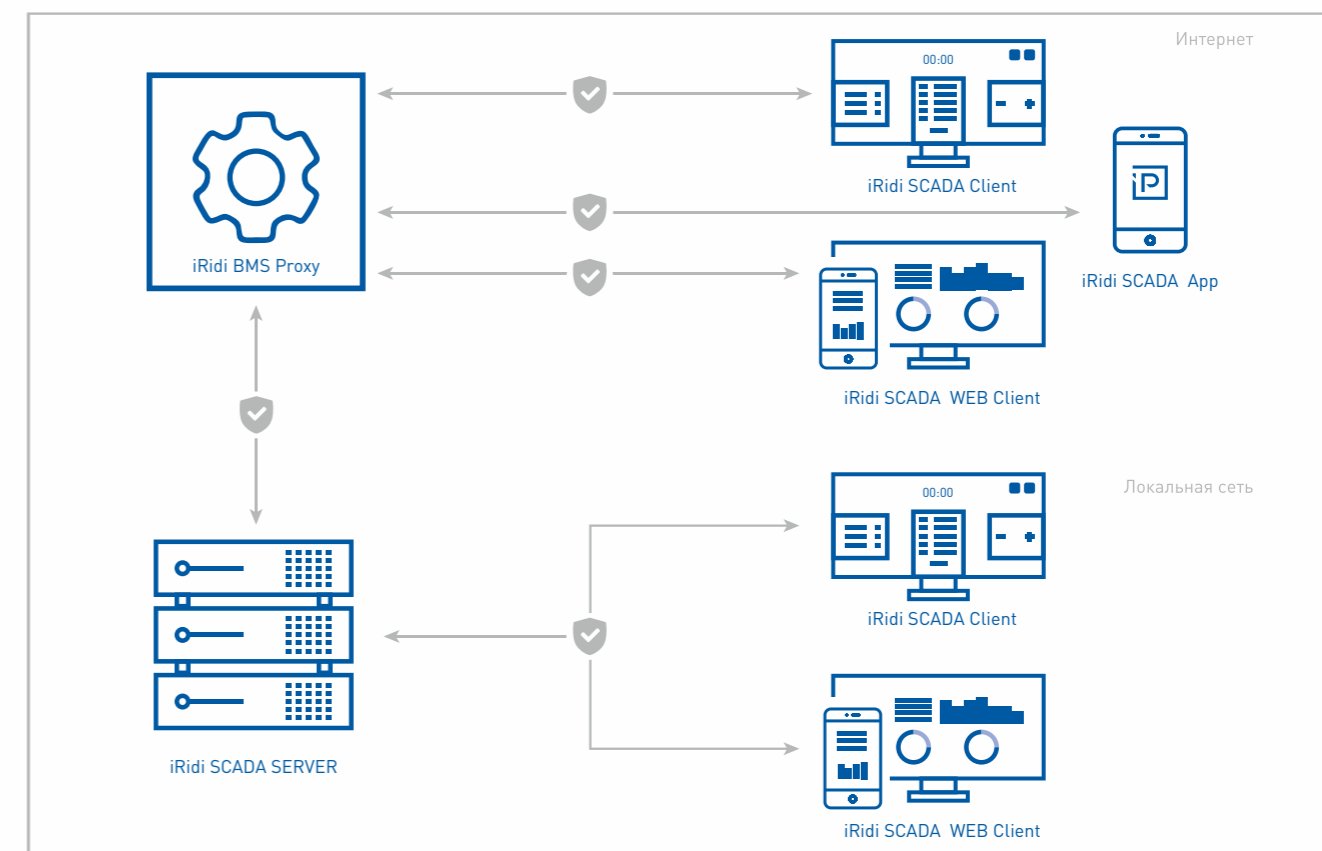 Интернет
00:00
iRidi SCADA Client
iRidi BMS Proxy
iP
iRidi SCADA App
iRidi SCADA WEB Client
Локальная сеть
00:00
iRidi SCADA Client
iRidi SCADA SERVER
iRidi SCADA WEB Client